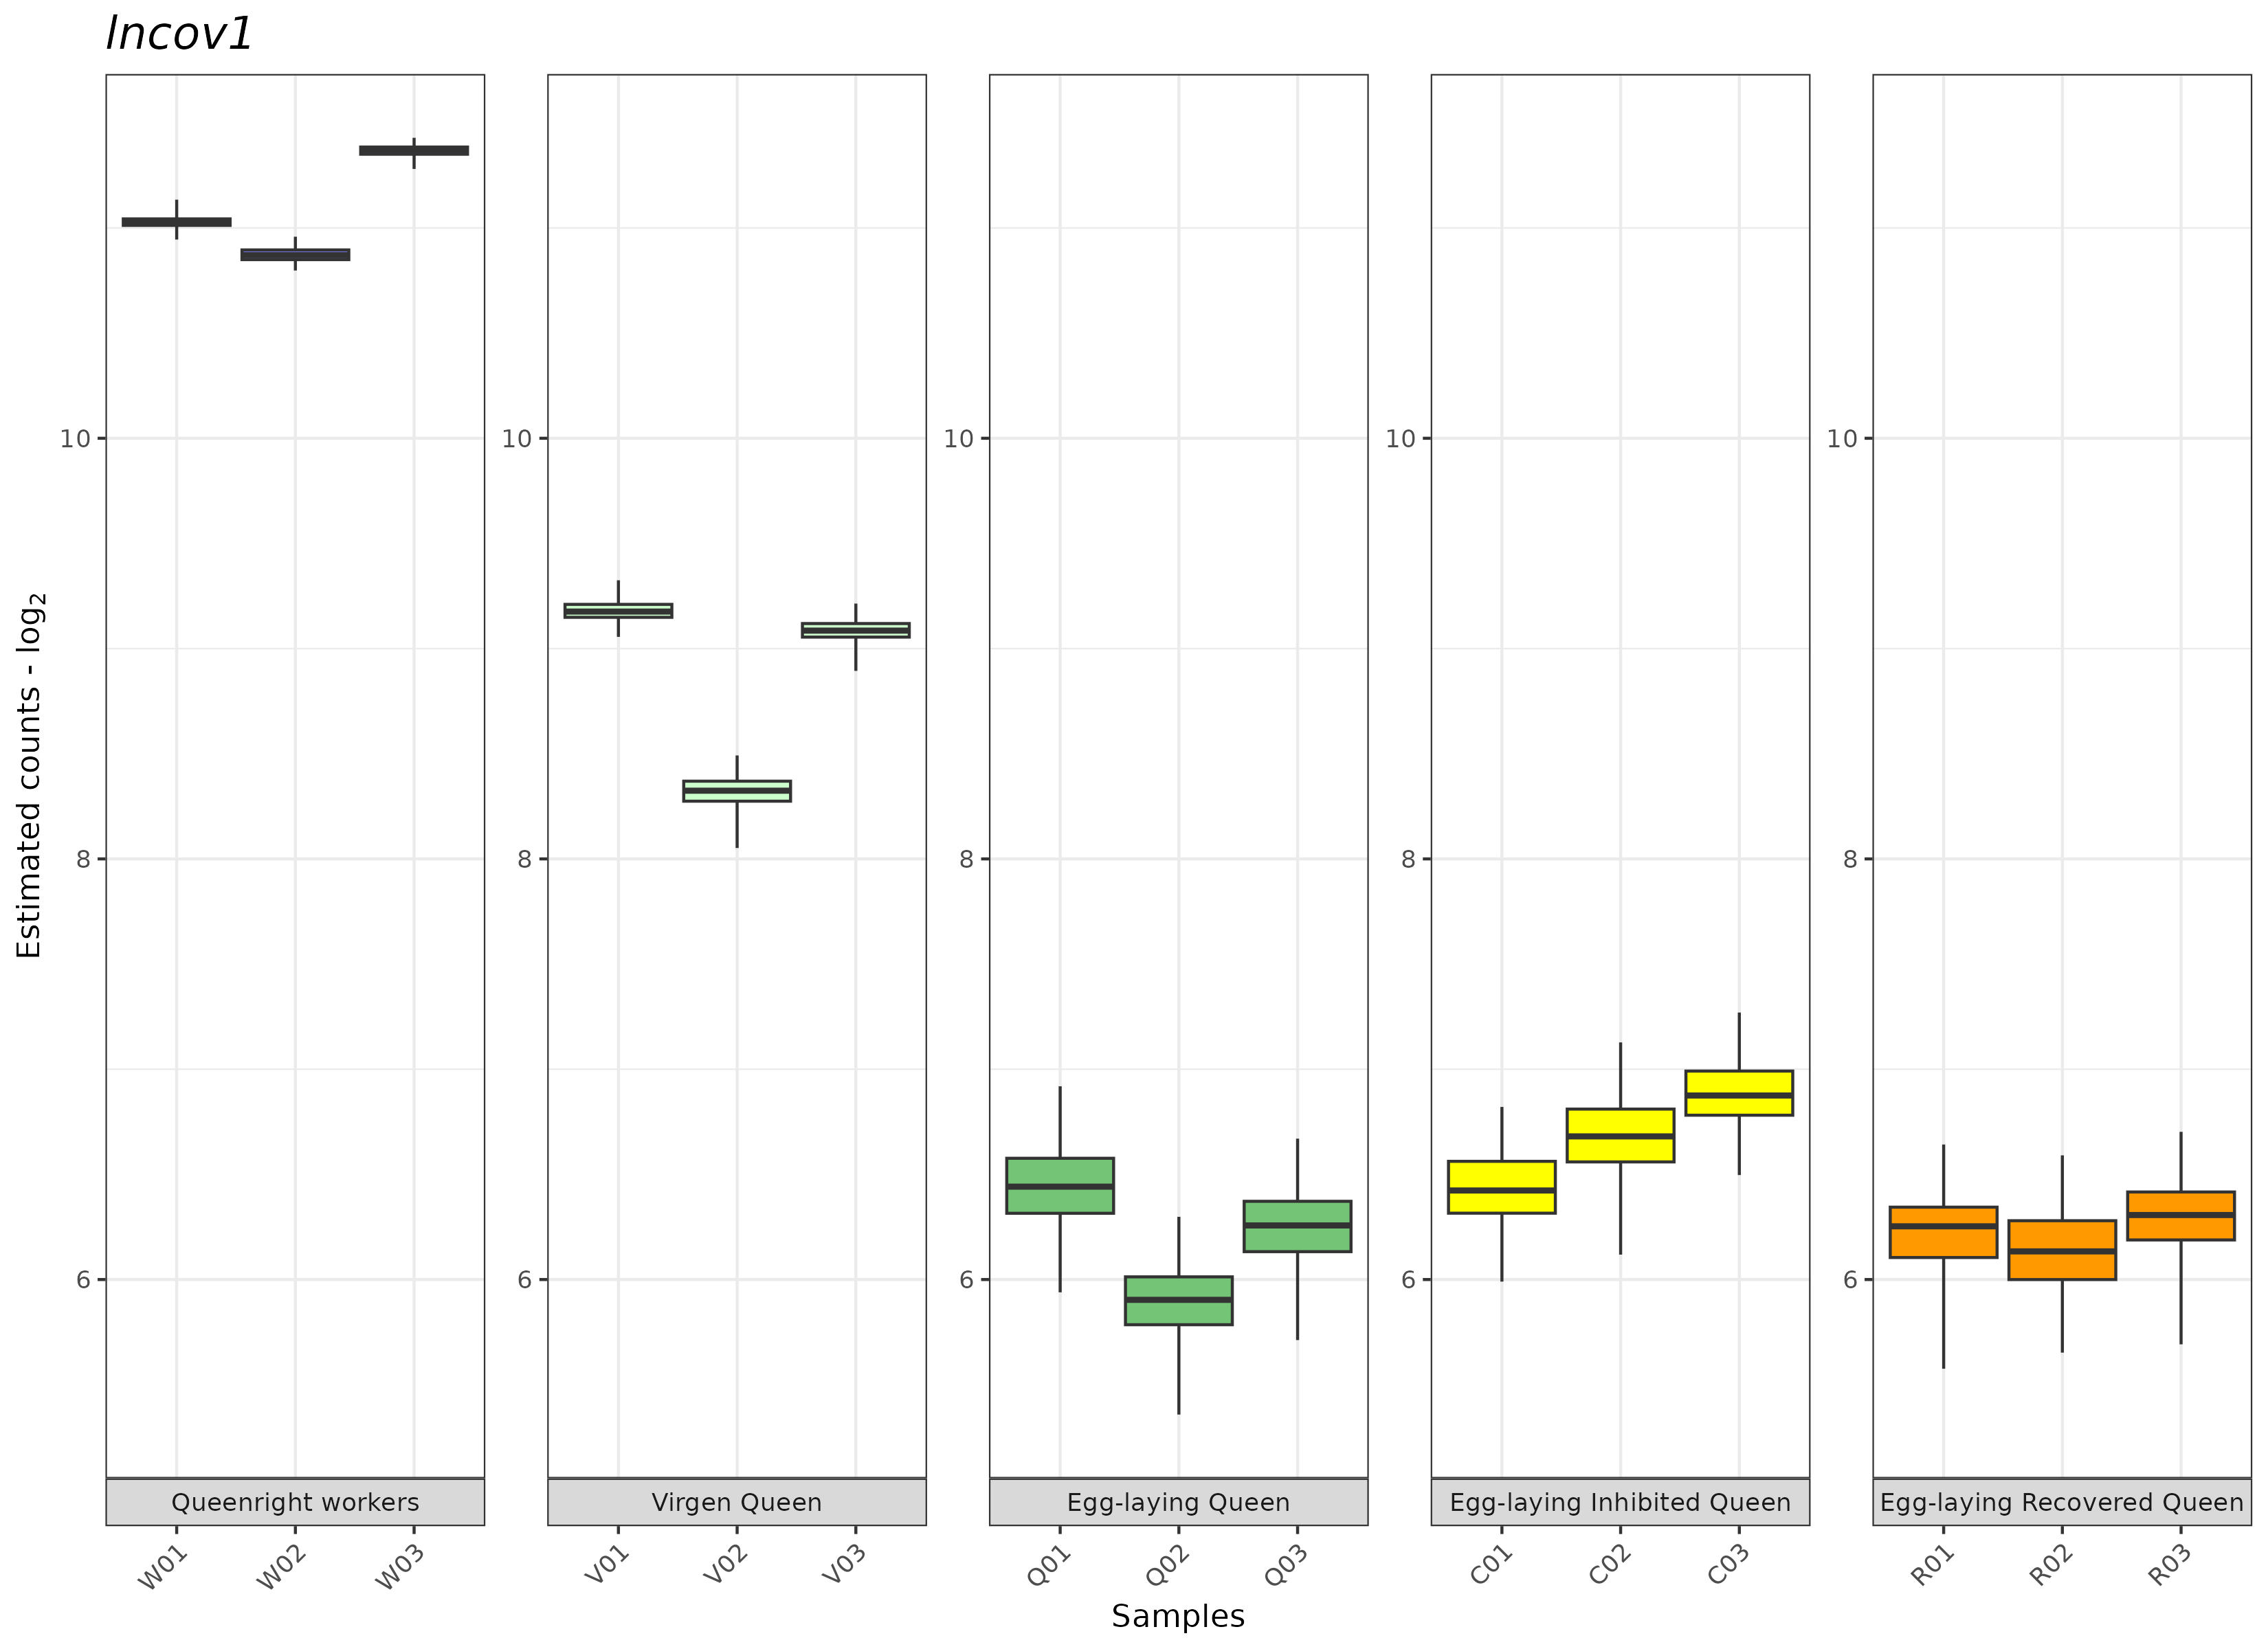 lncov1
Estimated counts - log₂
10
8
6
10
8
6
10
8
6
10
8
6
10
8
6
Queenright workers
Virgen Queen
Egg-laying Queen
Egg-laying Inhibited Queen
Egg-laying Recovered Queen
W01
W02
W03
V01
V02
V03
Q01
Q02
Q03
C01
C02
C03
R01
R02
R03
Samples